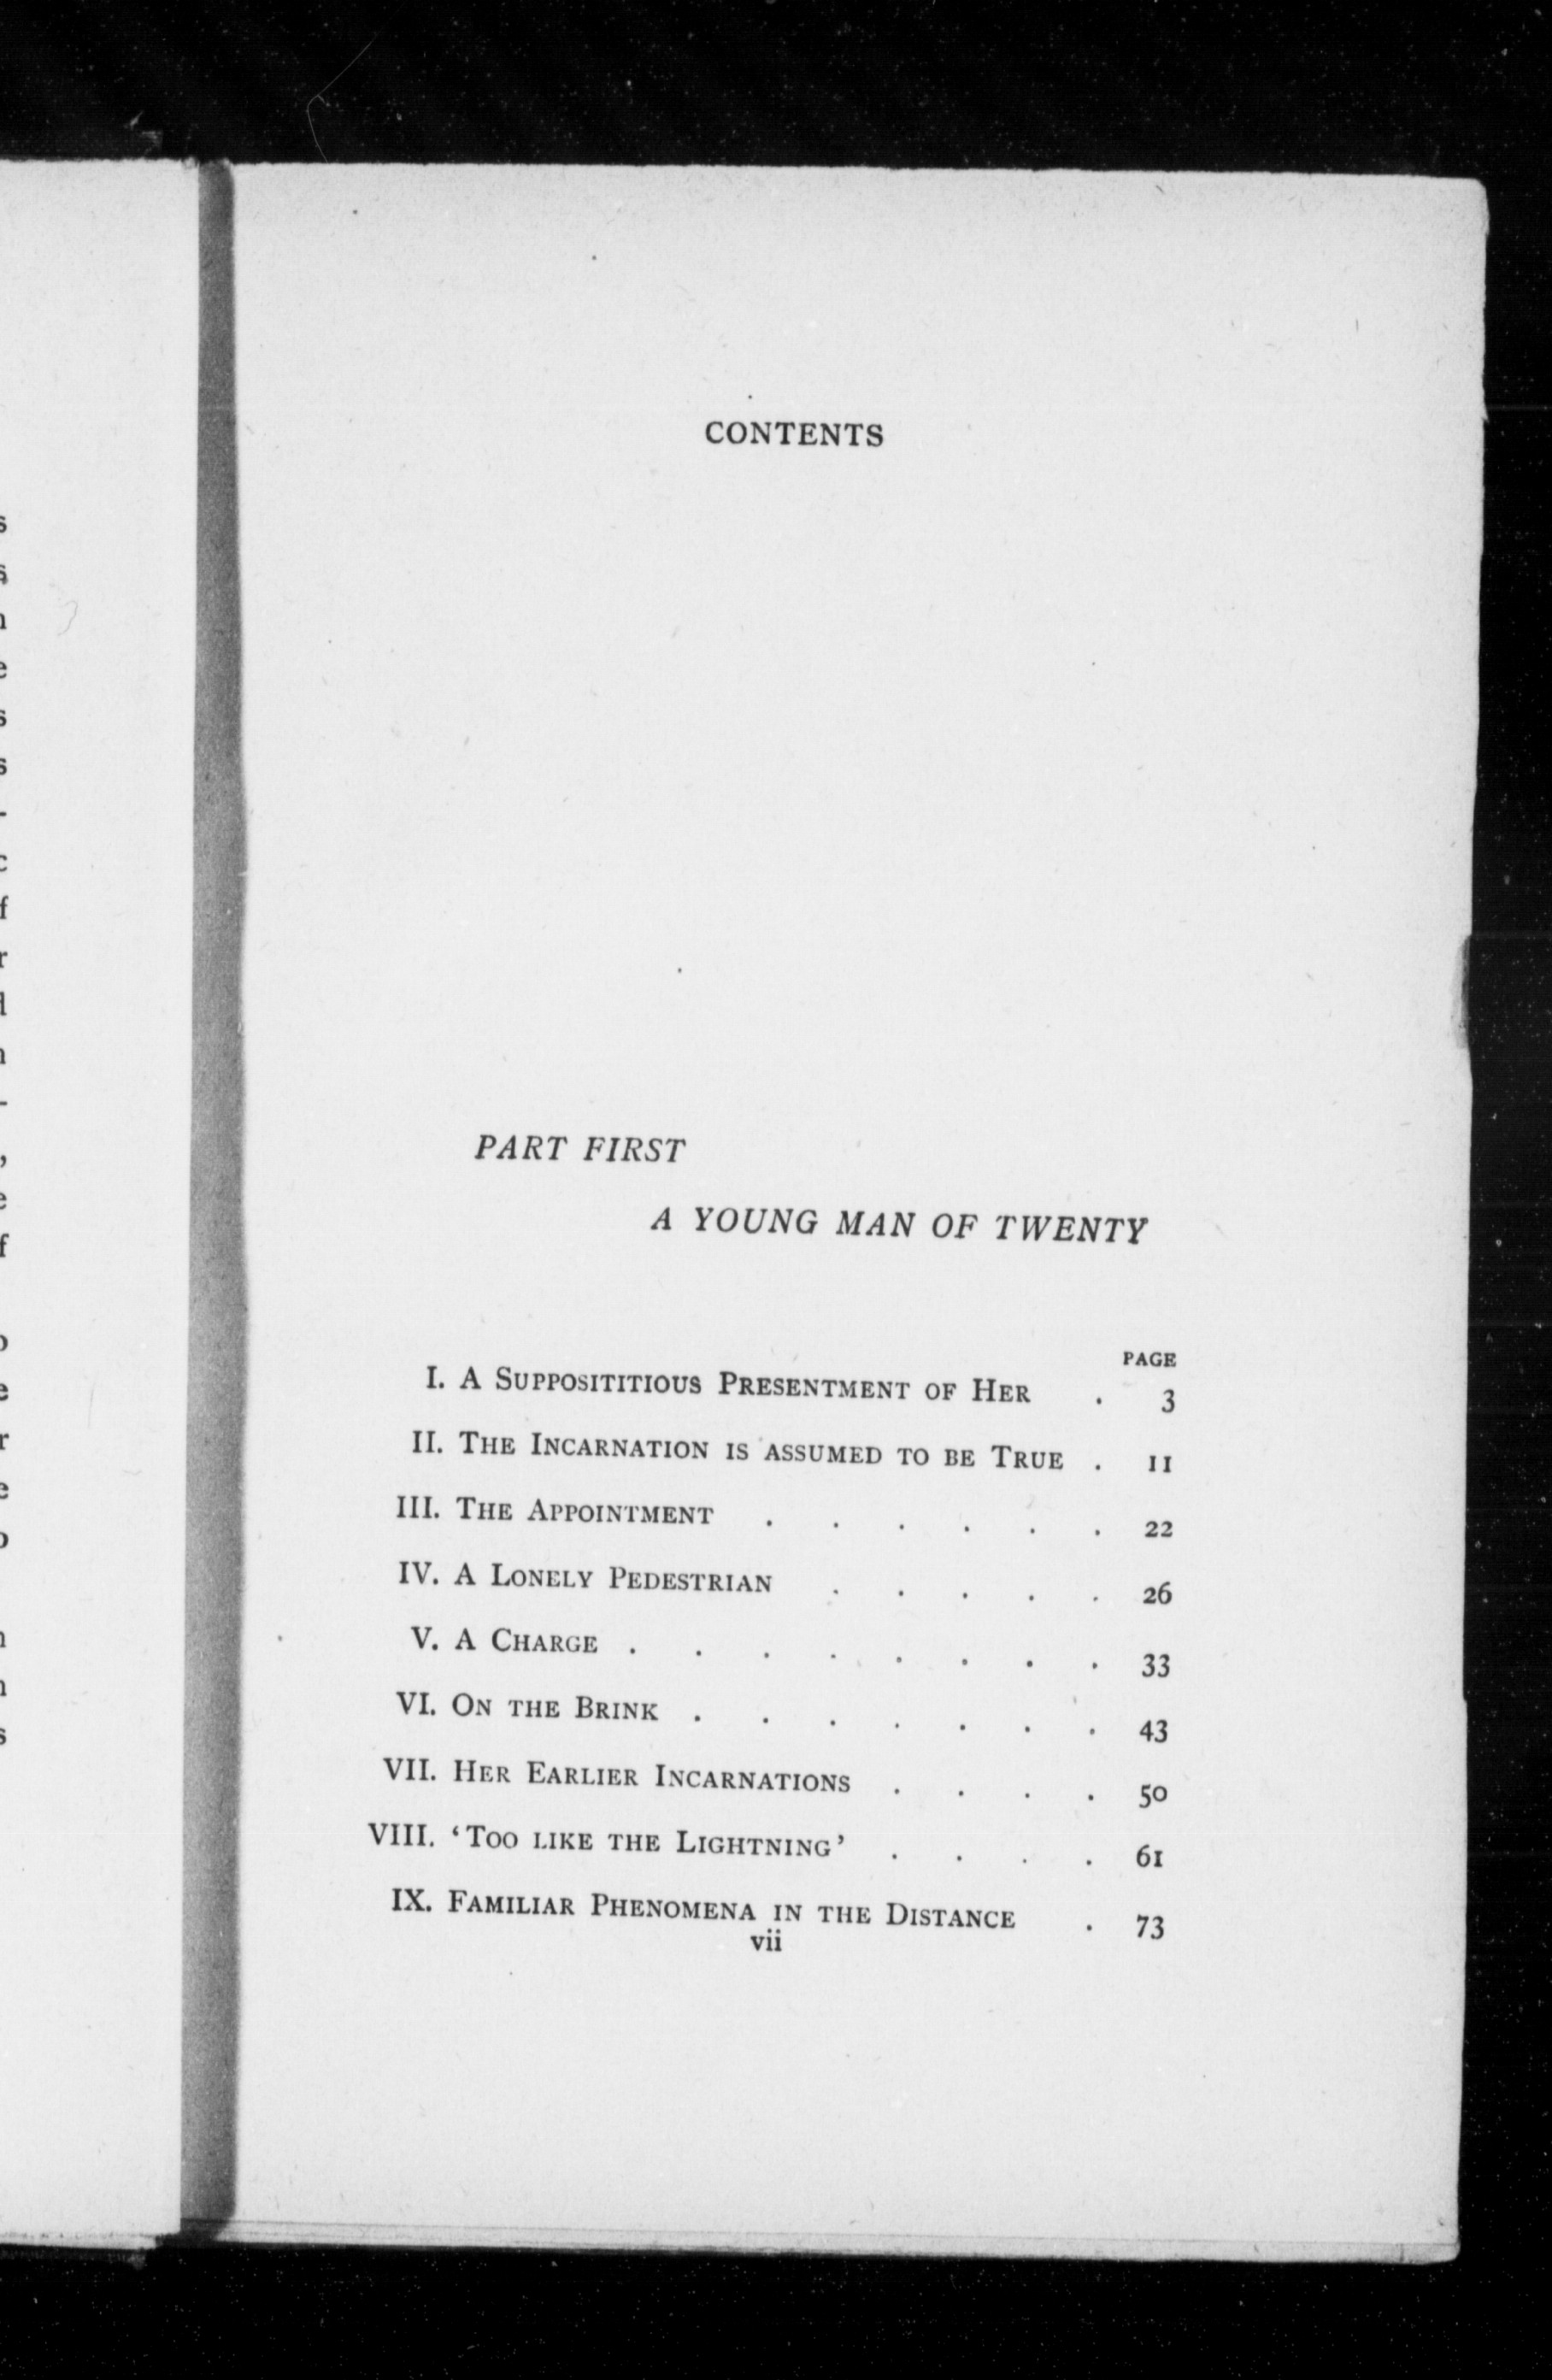 CONTENTS
PART FIRST
A YOUNG MAN OF TWENTY
PAGE
I. A Supposititious Presentment of Her . 3
II. The Incarnation is assumed to be True . 11
III. The Appointment . . . . . . 22
IV. A Lonely Pedestrian . . . . . 26
V. A Charge . . . . . . . . 33
VI. On the Brink . . . . . . . 43
VII. Her Earlier Incarnations . . . . 50
VIII. ‘Too like the Lightning’ . . . . 61
IX. Familiar Phenomena in the Distance . 73
vii